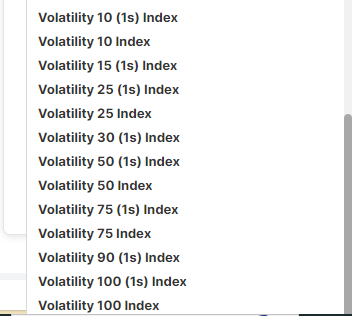 Volatility 10 (1s) Index
Volatility 10 Index
Volatility 15 (1s) Index
Volatility 25 (1s) Index
Volatility 25 Index
Volatility 30 (1s) Index
Volatility 50 (1s) Index
Volatility 50 Index
Volatility 75 (1s) Index
Volatility 75 Index
Volatility 90 (1s) Index
Volatility 100 (1s) Index
Volatility 100 Index